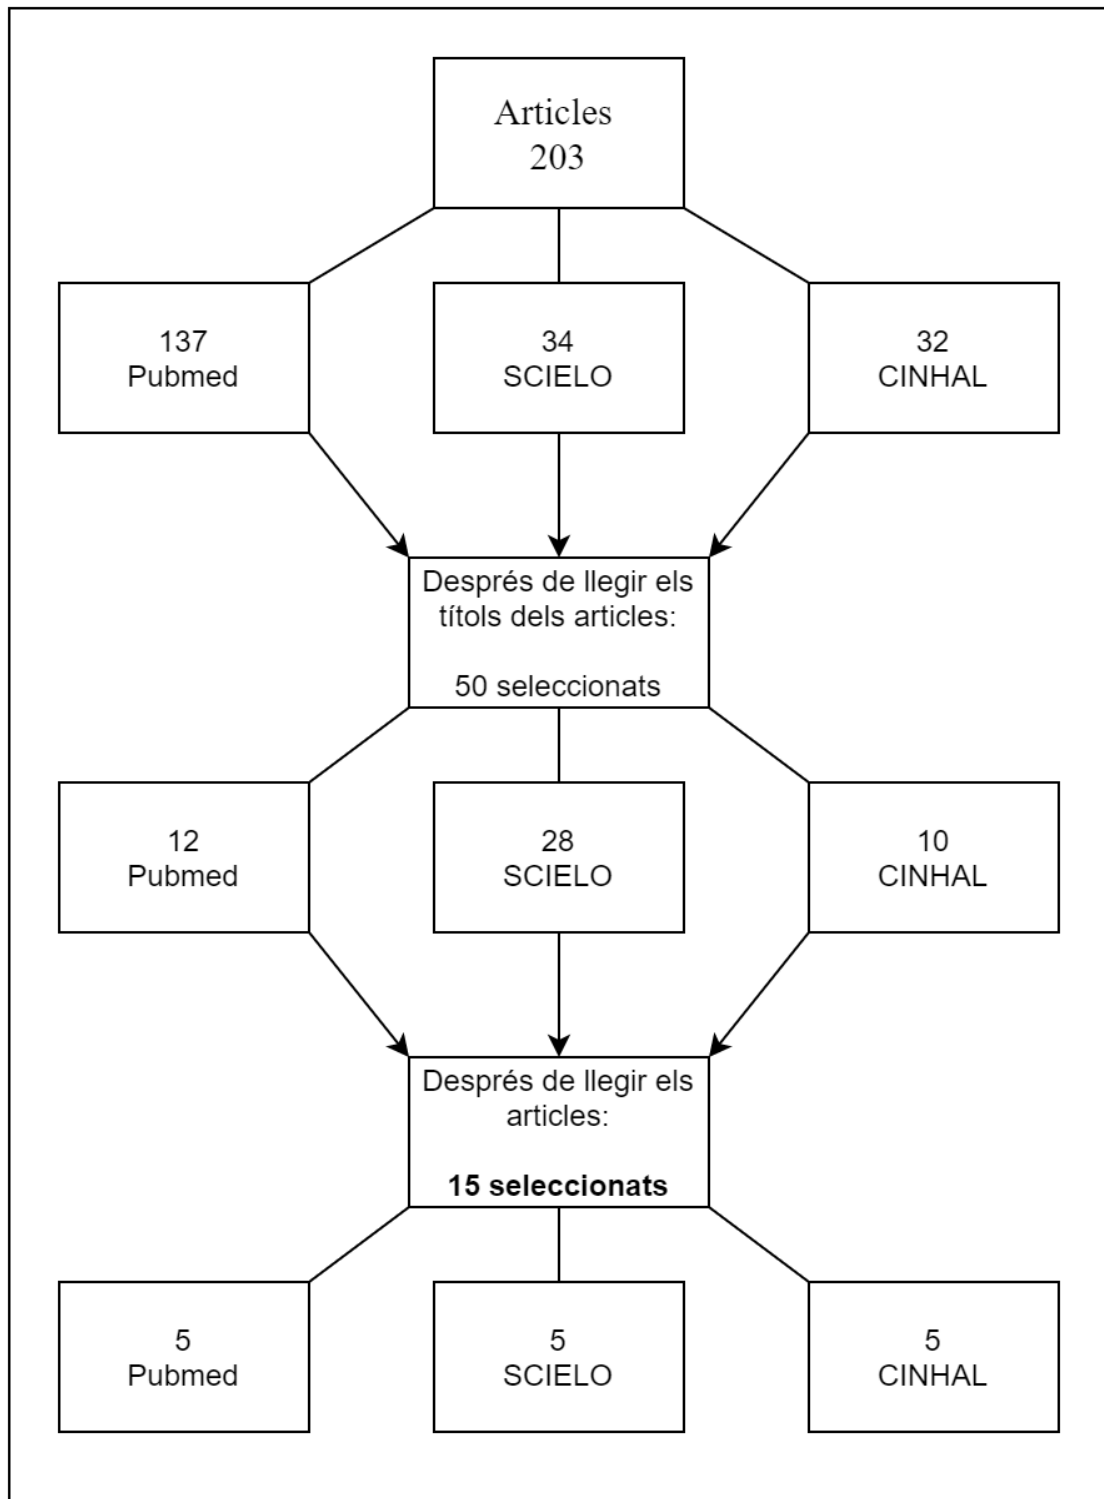 Articles
203
137
Pubmed
34
SCIELO
32
CINHAL
Després de llegir els
títols dels articles:
50 seleccionats
12
Pubmed
28
SCIELO
10
CINHAL
Després de llegir els
articles:
15 seleccionats
5
Pubmed
5
SCIELO
5
CINHAL